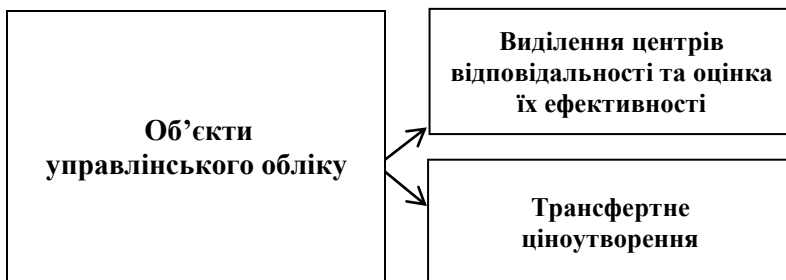 Об’єкти
управлінського обліку
Виділення центрів
відповідальності та оцінка
їх ефективності
Трансфертне
ціноутворення